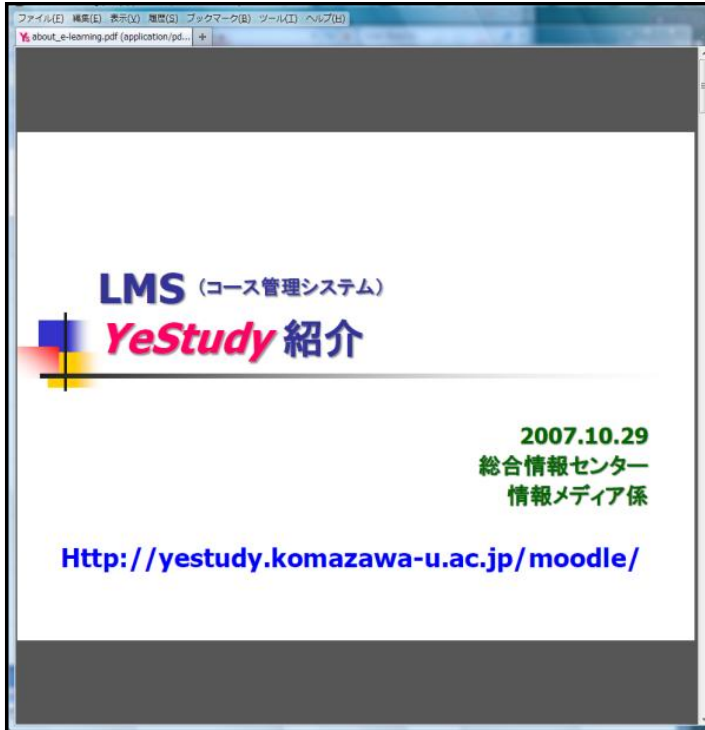 ファイル(F) 編集(E) 表示(V) 履歴(S) ブックマーク(B) ツール(T) ヘルプ(H)
about_e-learning.pdf (application/pd... +
LMS (コース管理システム)
YeStudy 紹介
2007.10.29
総合情報センター
情報メディア係
Http://yestudy.komazawa-u.ac.jp/moodle/